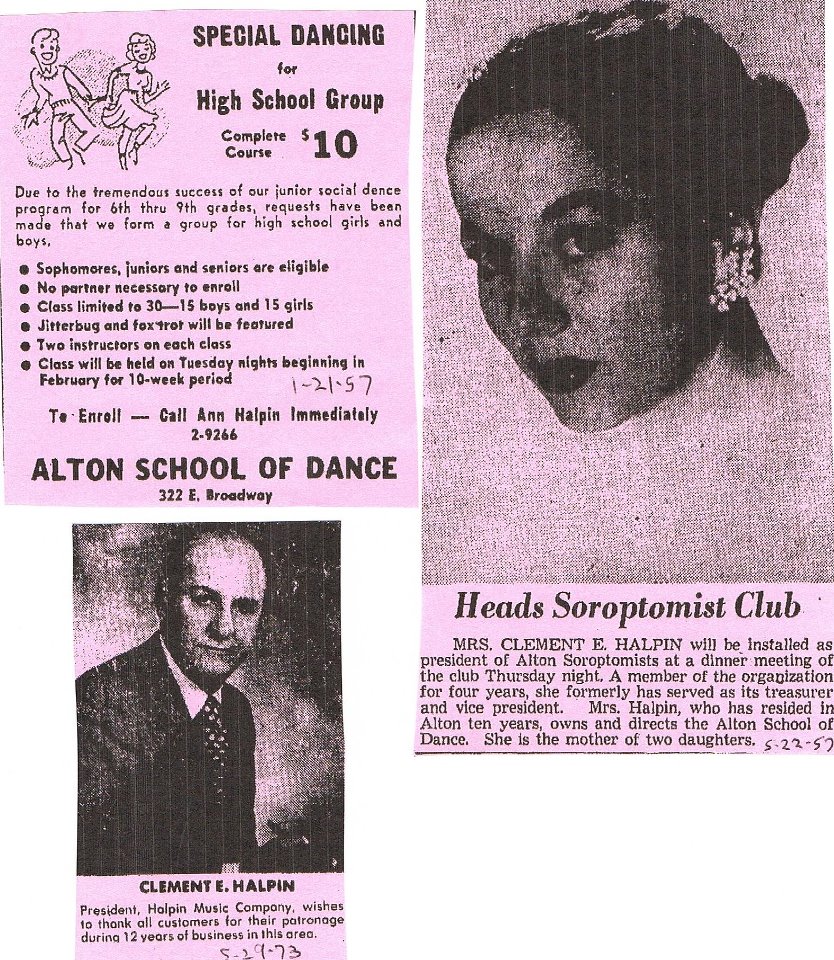 SPECIAL DANCING
for
High School Group
Complete Course $10
Due to the tremendous success of our junior social dence
program for 6th thru 9th grades, requests have been
made that we form a group for high school girls and
boys.
● Sophomores, juniors and seniors are eligible
● No partner necessary to enroll
● Class limited to 30—15 boys and 15 girls
● Jitterbug and foxtrot will be featured
● Two instructors on each class
● Class will be held on Tuesday nights beginning in
February for 10-week period
1-21-57
To Enroll — Call Ann Halpin Immediately
2-9266
ALTON SCHOOL OF DANCE
322 E. Broadway
Heads Soroptomist Club
MRS. CLEMENT E. HALPIN will be installed as
president of Alton Soroptomists at a dinner meeting of
the club Thursday night. A member of the organization
for four years, she formerly has served as its treasurer
and vice president. Mrs. Halpin, who has resided in
Alton ten years, owns and directs the Alton School of
Dance. She is the mother of two daughters.
5-22-57
CLEMENT E. HALPIN
President, Halpin Music Company, wishes
to thank all customers for their patronage
during 12 years of business in this area.
5-29-73